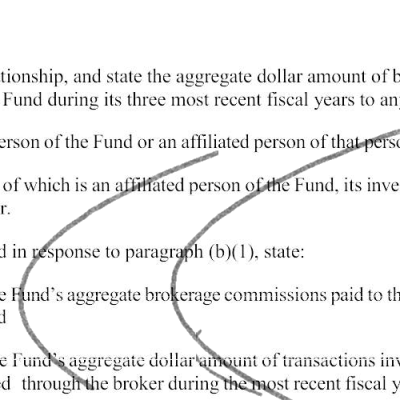 tionship, and state the aggregate dollar amount of b
Fund during its three most recent fiscal years to any
erson of the Fund or an affiliated person of that perso
of which is an affiliated person of the Fund, its inve
r.
d in response to paragraph (b)(1), state:
e Fund's aggregate brokerage commissions paid to th
d
e Fund's aggregate dollar amount of transactions inv
ed through the broker during the most recent fiscal y